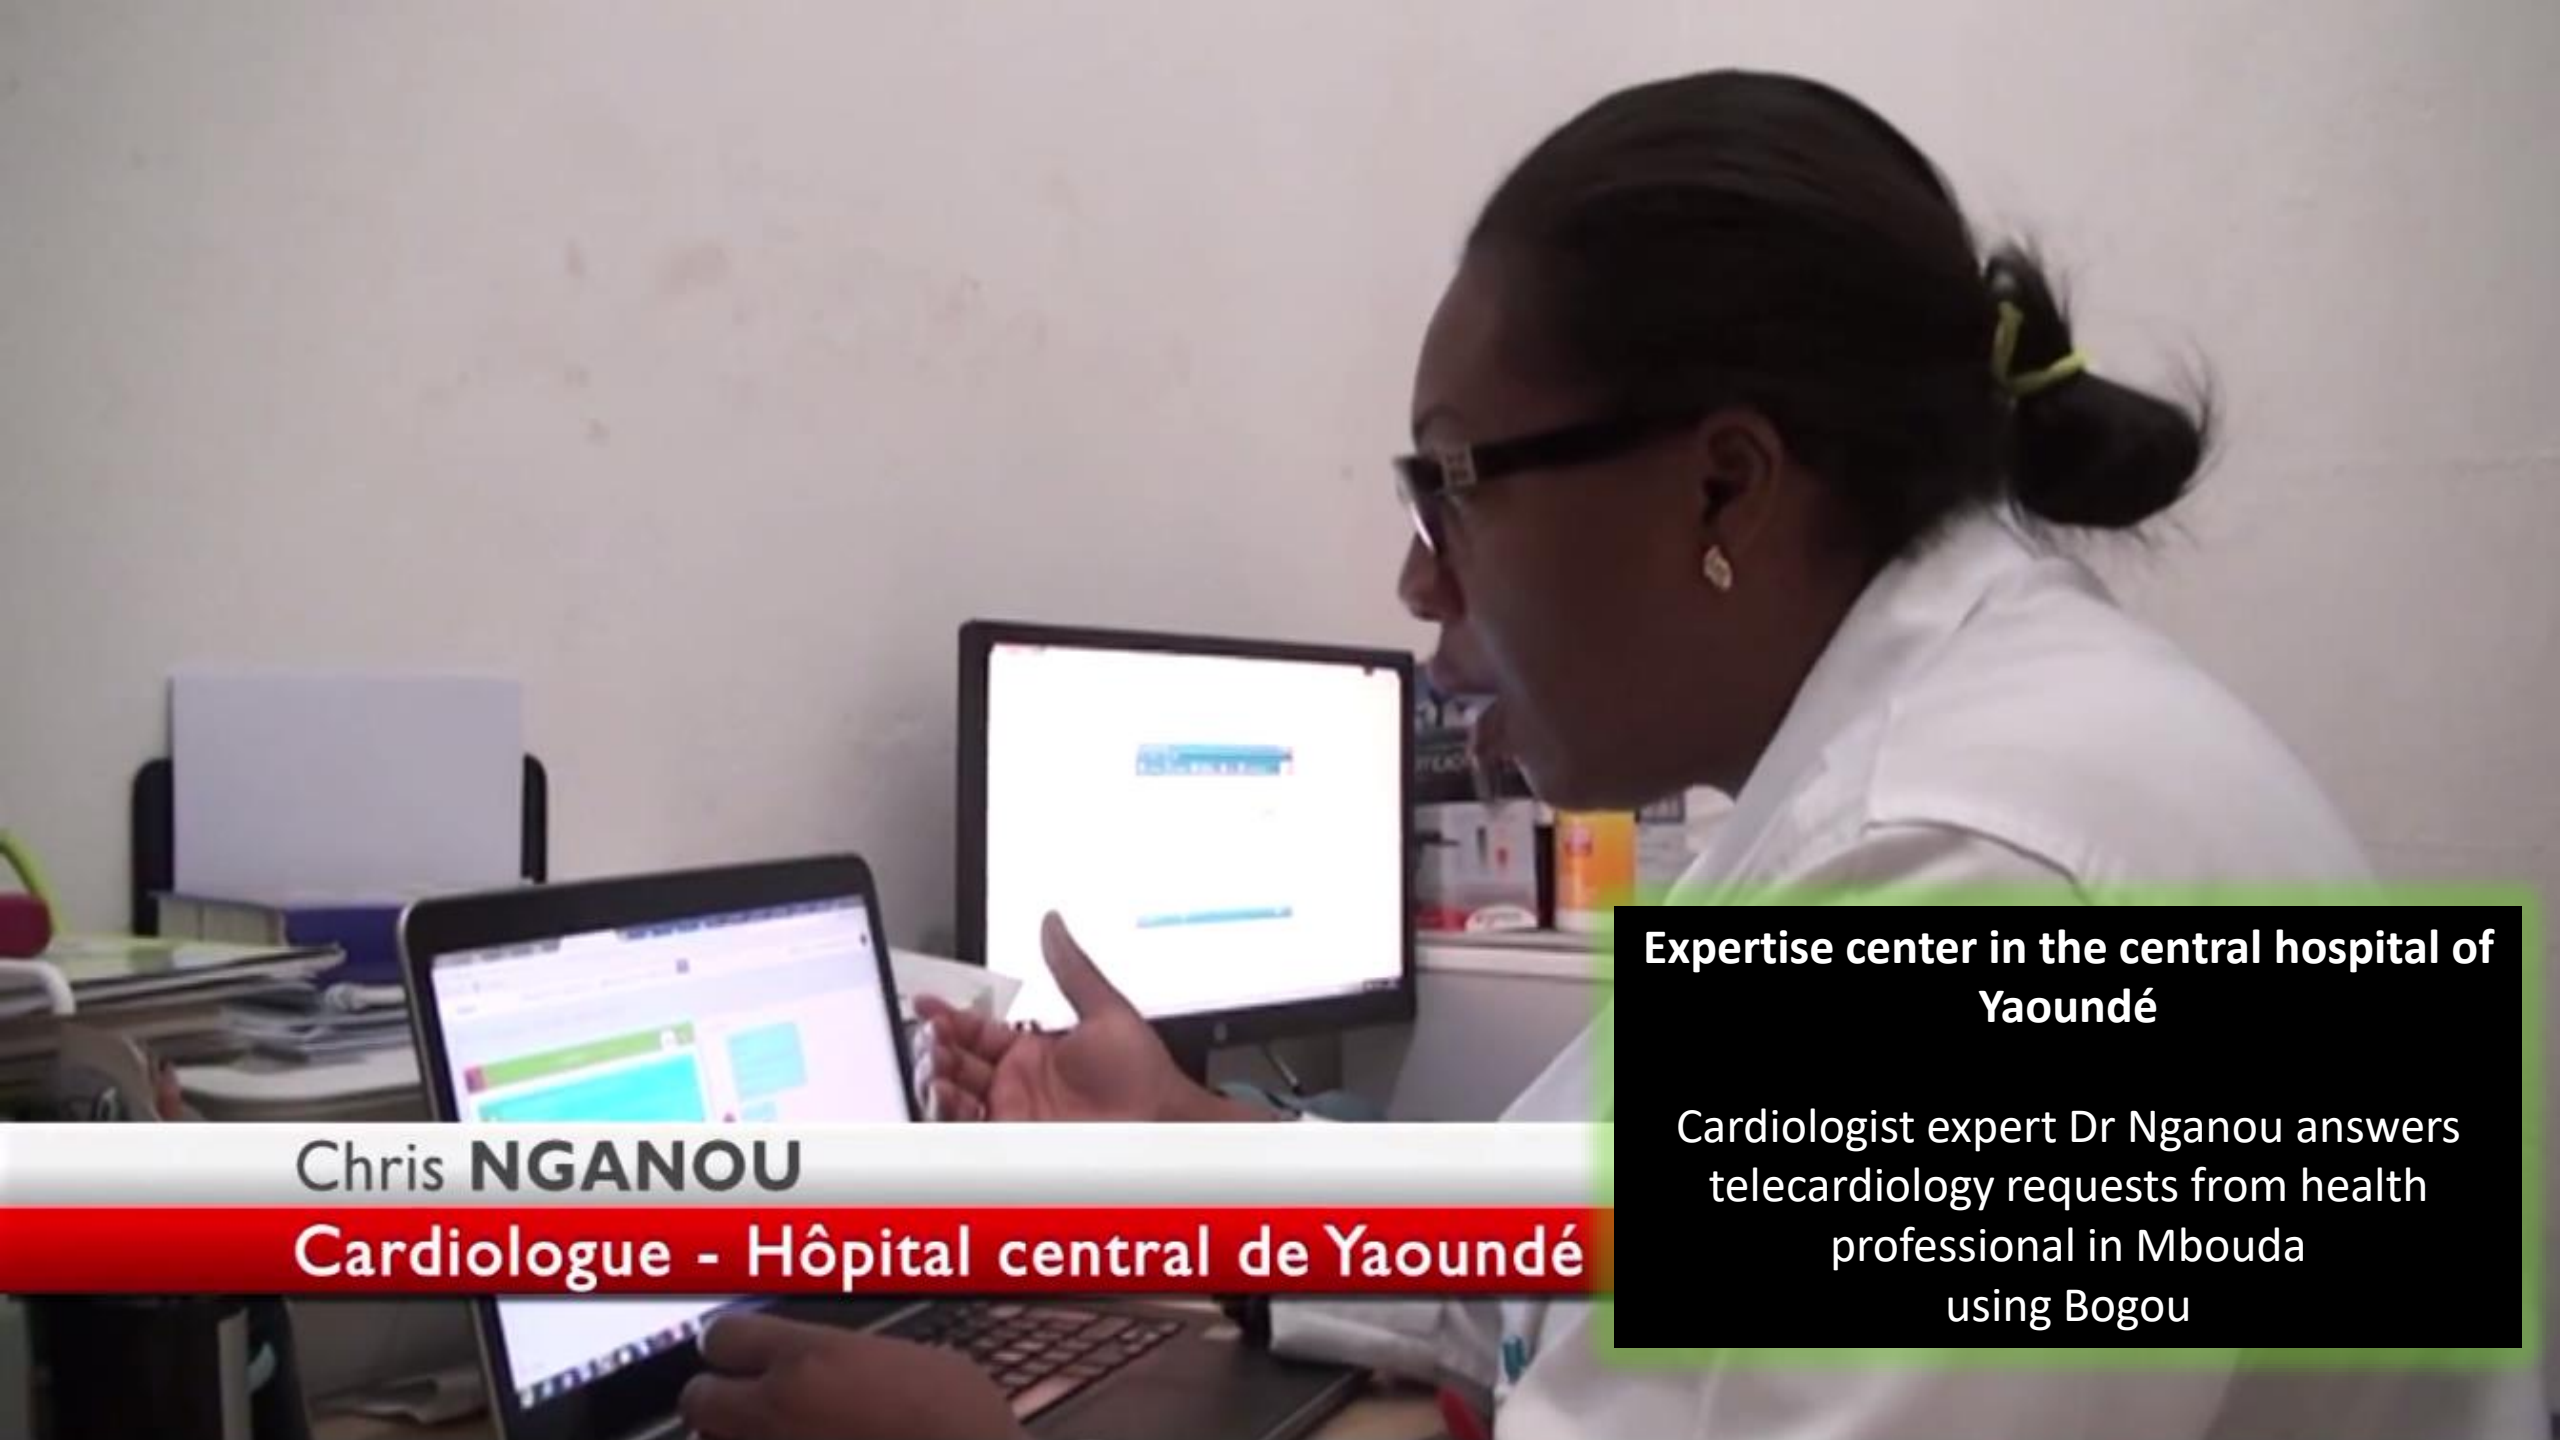 Chris NGANOU
Cardiologue - Hôpital central de Yaoundé
Expertise center in the central hospital of
Yaoundé
Cardiologist expert Dr Nganou answers
telecardiology requests from health
professional in Mbouda
using Bogou